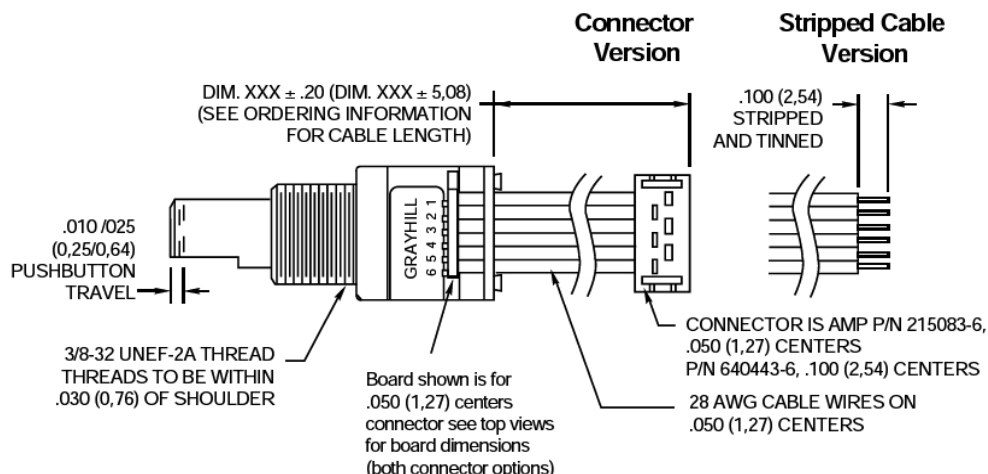 Connector
Version
Stripped Cable
Version
DIM. XXX ± .20 (DIM. XXX ± 5,08)
(SEE ORDERING INFORMATION
FOR CABLE LENGTH)
.100 (2,54)
STRIPPED
AND TINNED
.010 /025
(0,25/0,64)
PUSHBUTTON
TRAVEL
GRAYHILL
6 5 4 3 2 1
3/8-32 UNEF-2A THREAD
THREADS TO BE WITHIN
.030 (0,76) OF SHOULDER
Board shown is for
.050 (1,27) centers
connector see top views
for board dimensions
(both connector options)
CONNECTOR IS AMP P/N 215083-6,
.050 (1,27) CENTERS
P/N 640443-6, .100 (2,54) CENTERS
28 AWG CABLE WIRES ON
.050 (1,27) CENTERS